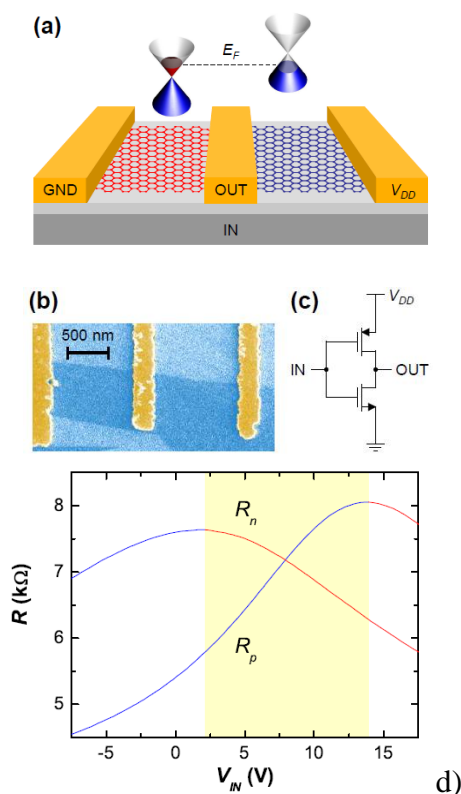 (a)
E_F
GND OUT V_DD
IN
(b)
500 nm
(c)
V_DD
IN OUT
8
7
6
5
R (kΩ)
R_n
R_p
-5 0 5 10 15
V_IN (V)
d)